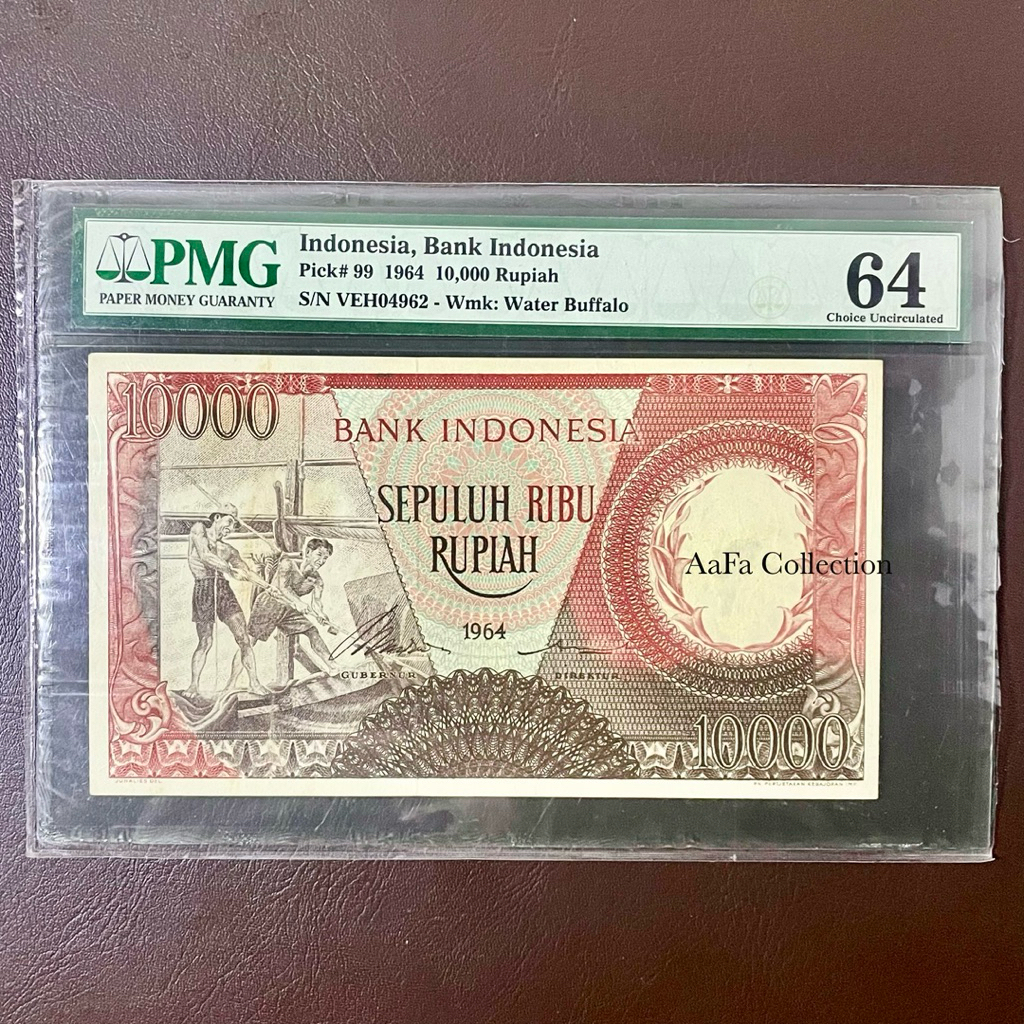 PMG
PAPER MONEY GUARANTY
Indonesia, Bank Indonesia
Pick# 99 1964 10,000 Rupiah
S/N VEH04962 - Wmk: Water Buffalo
64
Choice Uncirculated
10000
BANK INDONESIA
SEPULUH RIBU
RUPIAH
AaFa Collection
1964
GUBERNUR
DIREKTUR
10000